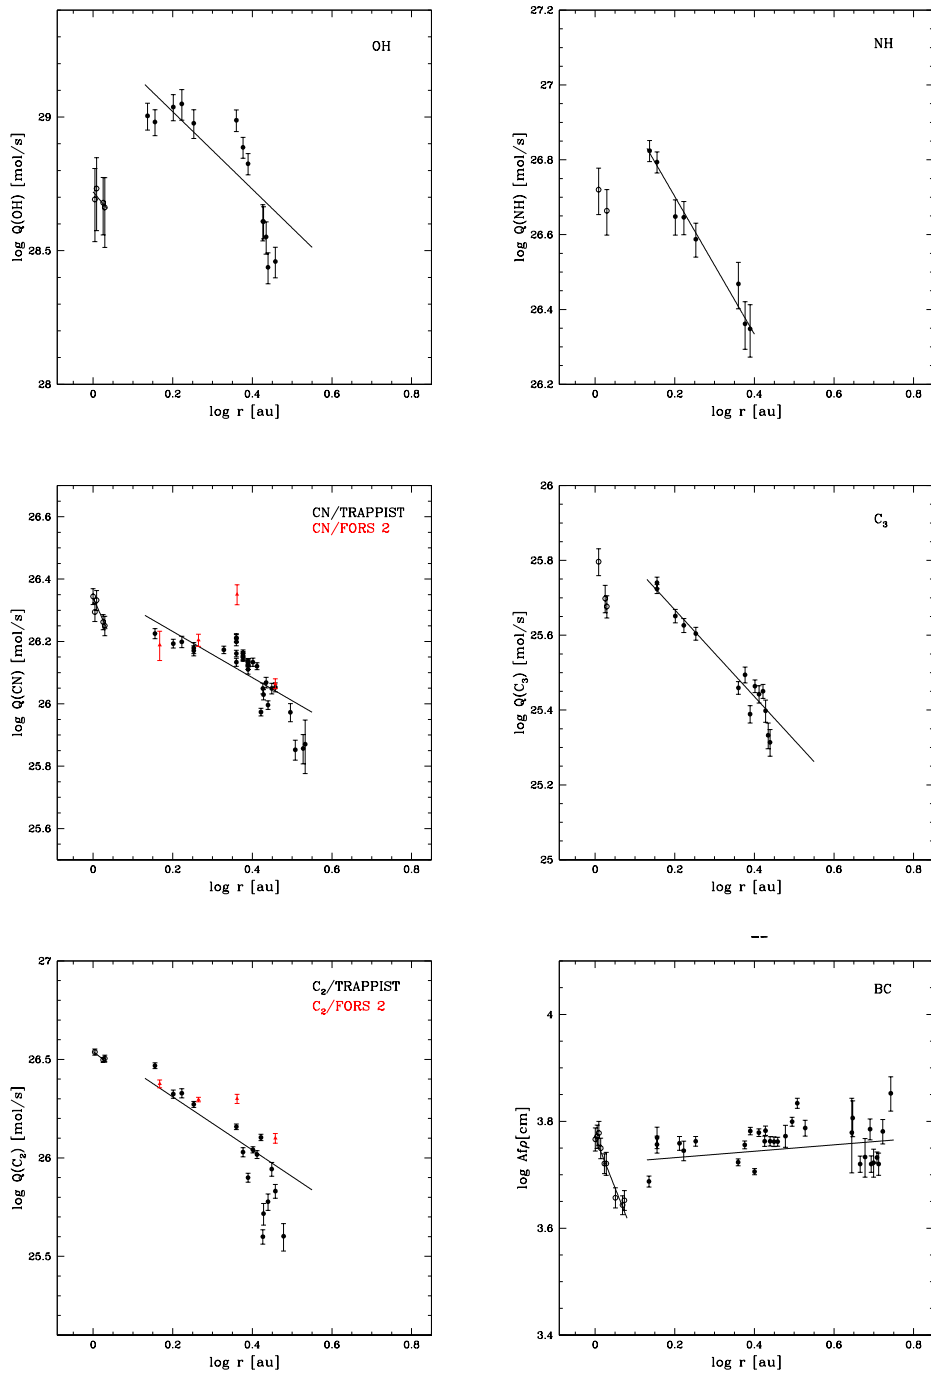 OH
log Q(OH) [mol/s]
29
28.5
28
0 0.2 0.4 0.6 0.8
log r [au]
NH
log Q(NH) [mol/s]
27.2
27
26.8
26.6
26.4
26.2
0 0.2 0.4 0.6 0.8
log r [au]
CN/TRAPPIST
CN/FORS 2
log Q(CN) [mol/s]
26.6
26.4
26.2
26
25.8
25.6
0 0.2 0.4 0.6 0.8
log r [au]
C₃
log Q(C₃) [mol/s]
26
25.8
25.6
25.4
25.2
25
0 0.2 0.4 0.6 0.8
log r [au]
C₂/TRAPPIST
C₂/FORS 2
log Q(C₂) [mol/s]
27
26.5
26
25.5
0 0.2 0.4 0.6 0.8
log r [au]
BC
log Afρ[cm]
4
3.8
3.6
3.4
0 0.2 0.4 0.6 0.8
log r [au]